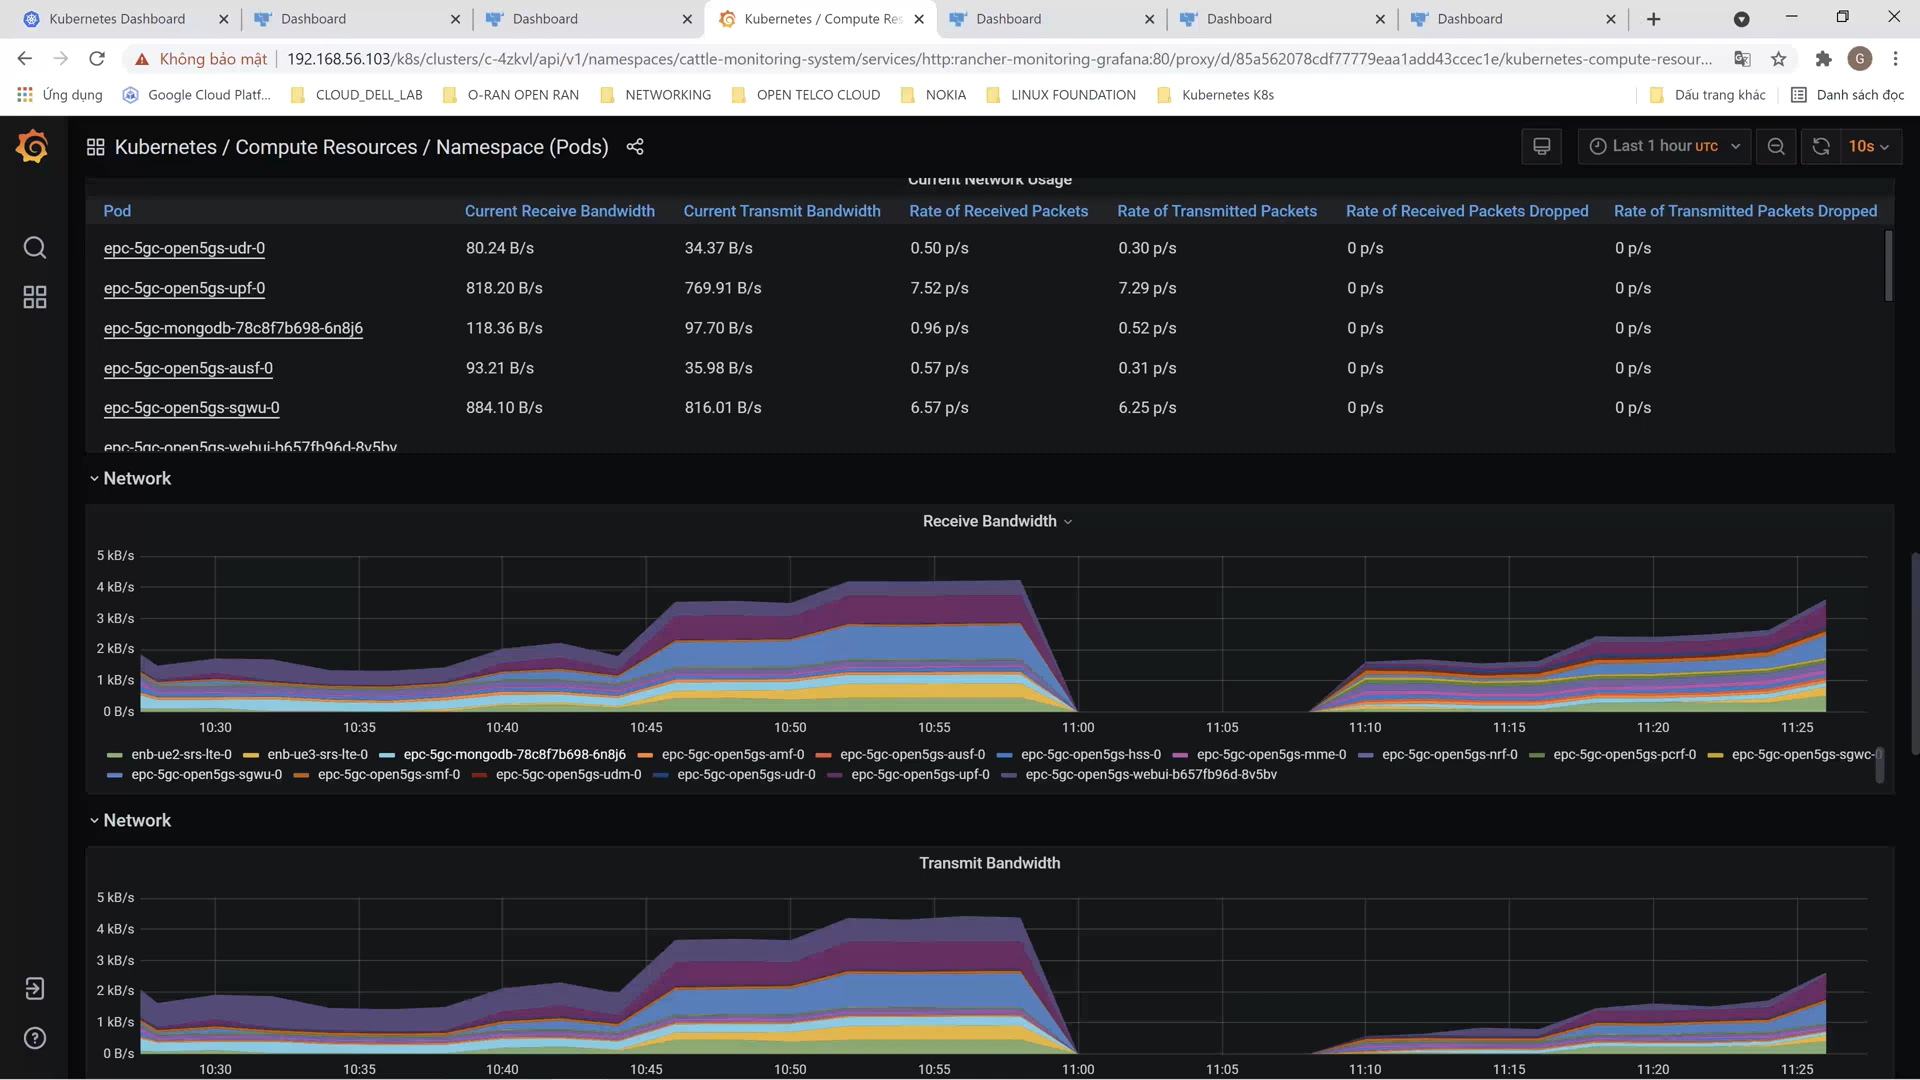 Kubernetes Dashboard
Dashboard
Dashboard
Kubernetes / Compute Res
Dashboard
Dashboard
Dashboard
Không bảo mật
192.168.56.103/k8s/clusters/c-4zkvl/api/v1/namespaces/cattle-monitoring-system/services/http:rancher-monitoring-grafana:80/proxy/d/85a562078cdf77779eaa1add43ccec1e/kubernetes-compute-resour...
G
Ứng dụng Google Cloud Platf... CLOUD_DELL_LAB O-RAN OPEN RAN NETWORKING OPEN TELCO CLOUD NOKIA LINUX FOUNDATION Kubernetes K8s Dấu trang khác Danh sách đọc
Kubernetes / Compute Resources / Namespace (Pods)
Last 1 hour UTC
10s
Current Network Usage
Pod Current Receive Bandwidth Current Transmit Bandwidth Rate of Received Packets Rate of Transmitted Packets Rate of Received Packets Dropped Rate of Transmitted Packets Dropped
epc-5gc-open5gs-udr-0 80.24 B/s 34.37 B/s 0.50 p/s 0.30 p/s 0 p/s 0 p/s
epc-5gc-open5gs-upf-0 818.20 B/s 769.91 B/s 7.52 p/s 7.29 p/s 0 p/s 0 p/s
epc-5gc-mongodb-78c8f7b698-6n8j6 118.36 B/s 97.70 B/s 0.96 p/s 0.52 p/s 0 p/s 0 p/s
epc-5gc-open5gs-ausf-0 93.21 B/s 35.98 B/s 0.57 p/s 0.31 p/s 0 p/s 0 p/s
epc-5gc-open5gs-sgwu-0 884.10 B/s 816.01 B/s 6.57 p/s 6.25 p/s 0 p/s 0 p/s
epc-5gc-open5gs-webui-b657fb96d-8v5bv
Network
Receive Bandwidth
5 kB/s
4 kB/s
3 kB/s
2 kB/s
1 kB/s
0 B/s
10:30 10:35 10:40 10:45 10:50 10:55 11:00 11:05 11:10 11:15 11:20 11:25
enb-ue2-srs-lte-0 enb-ue3-srs-lte-0 epc-5gc-mongodb-78c8f7b698-6n8j6 epc-5gc-open5gs-amf-0 epc-5gc-open5gs-ausf-0 epc-5gc-open5gs-hss-0 epc-5gc-open5gs-mme-0 epc-5gc-open5gs-nrf-0 epc-5gc-open5gs-pcrf-0 epc-5gc-open5gs-sgwc-0
epc-5gc-open5gs-sgwu-0 epc-5gc-open5gs-smf-0 epc-5gc-open5gs-udm-0 epc-5gc-open5gs-udr-0 epc-5gc-open5gs-upf-0 epc-5gc-open5gs-webui-b657fb96d-8v5bv
Network
Transmit Bandwidth
5 kB/s
4 kB/s
3 kB/s
2 kB/s
1 kB/s
0 B/s
10:30 10:35 10:40 10:45 10:50 10:55 11:00 11:05 11:10 11:15 11:20 11:25